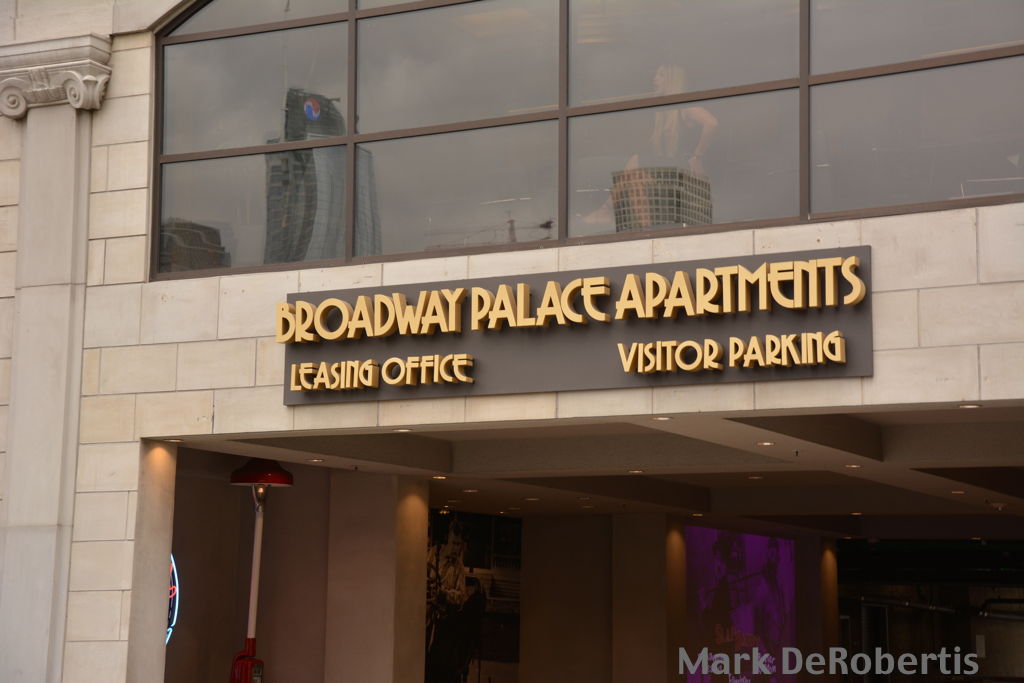 BROADWAY PALACE APARTMENTS
LEASING OFFICE VISITOR PARKING
Mark DeRobertis